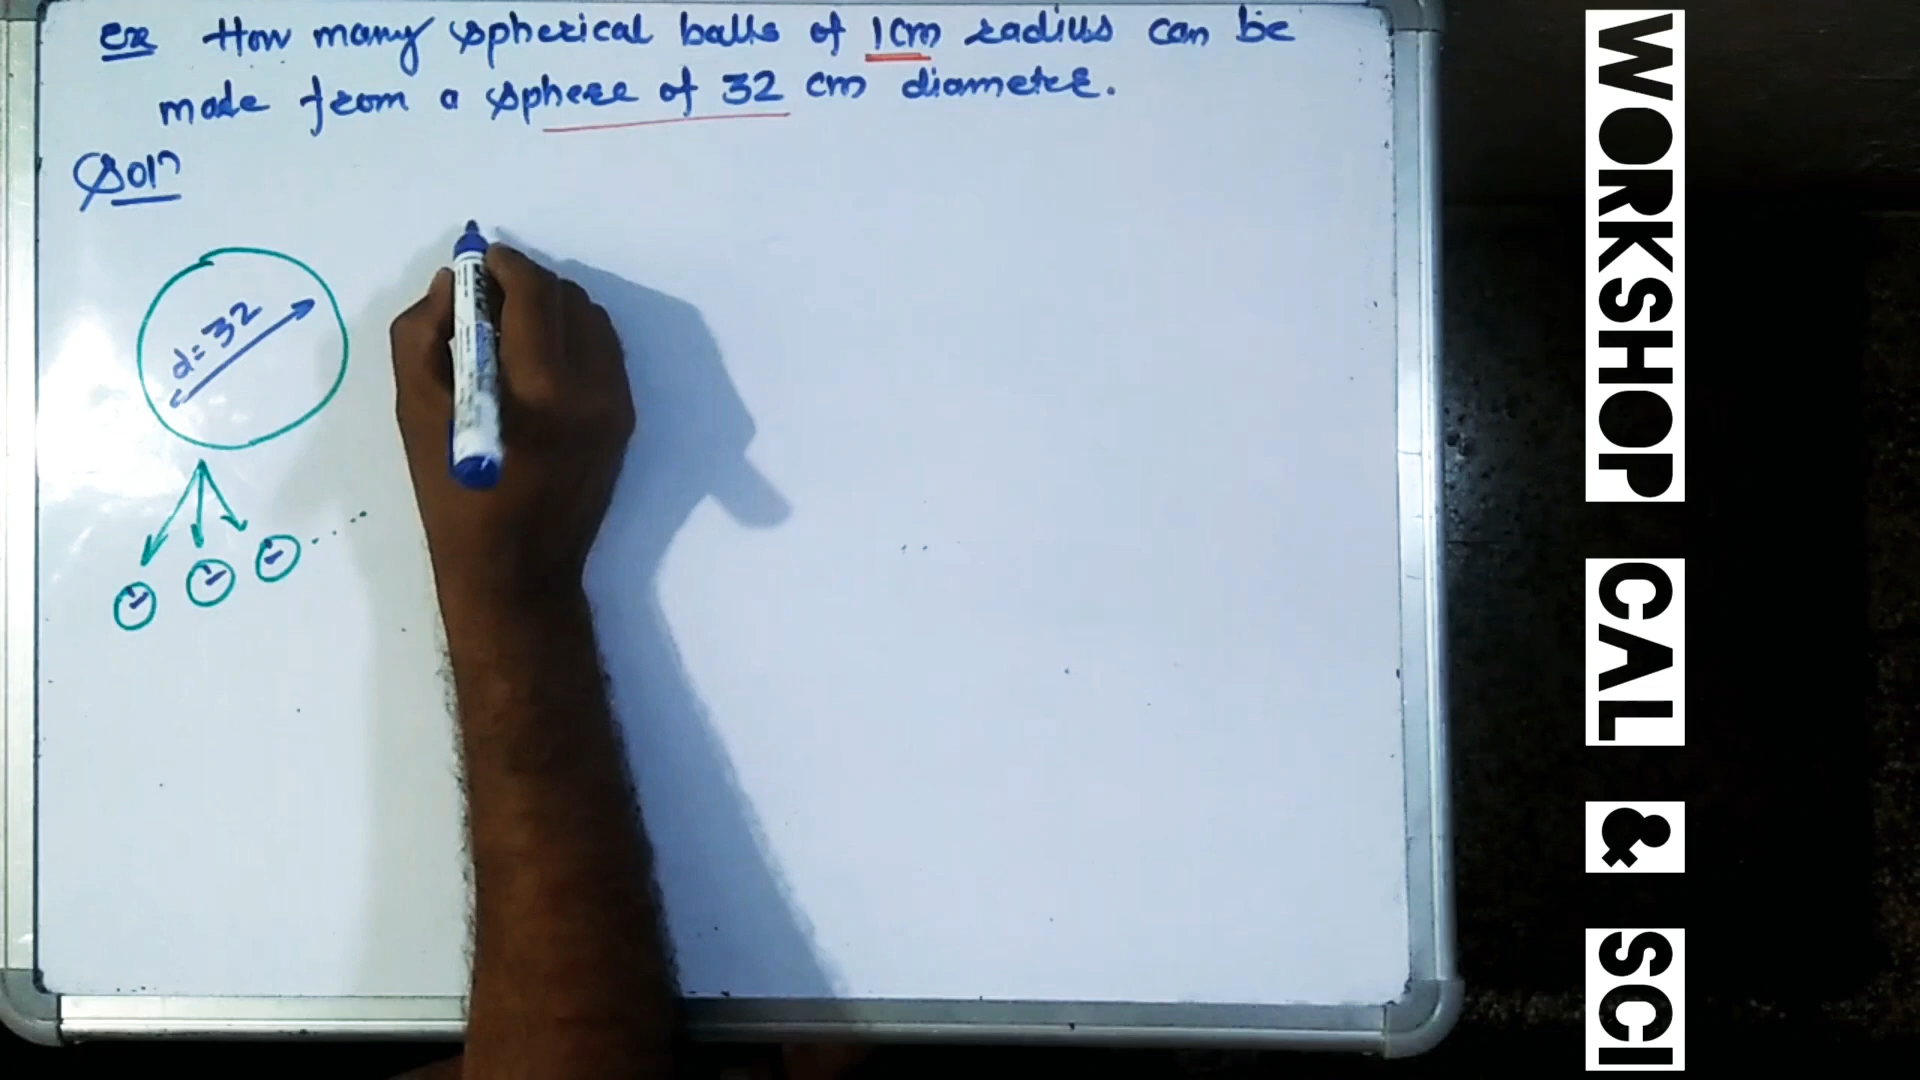 ex How many spherical balls of 1cm radius can be
made from a sphere of 32 cm diameter.
Soln
d=32
WORKSHOP CAL & SCI